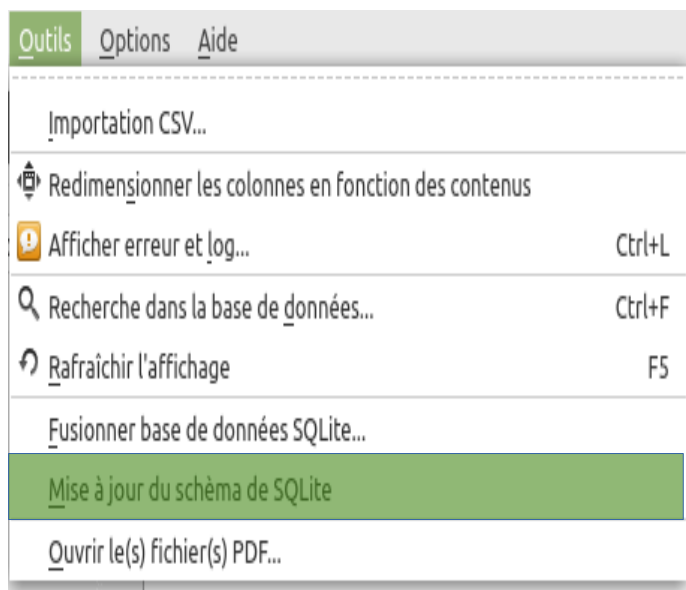 Outils Options Aide
Importation CSV...
Redimensionner les colonnes en fonction des contenus
Afficher erreur et log... Ctrl+L
Recherche dans la base de données... Ctrl+F
Rafraîchir l'affichage F5
Fusionner base de données SQLite...
Mise à jour du schèma de SQLite
Ouvrir le(s) fichier(s) PDF...